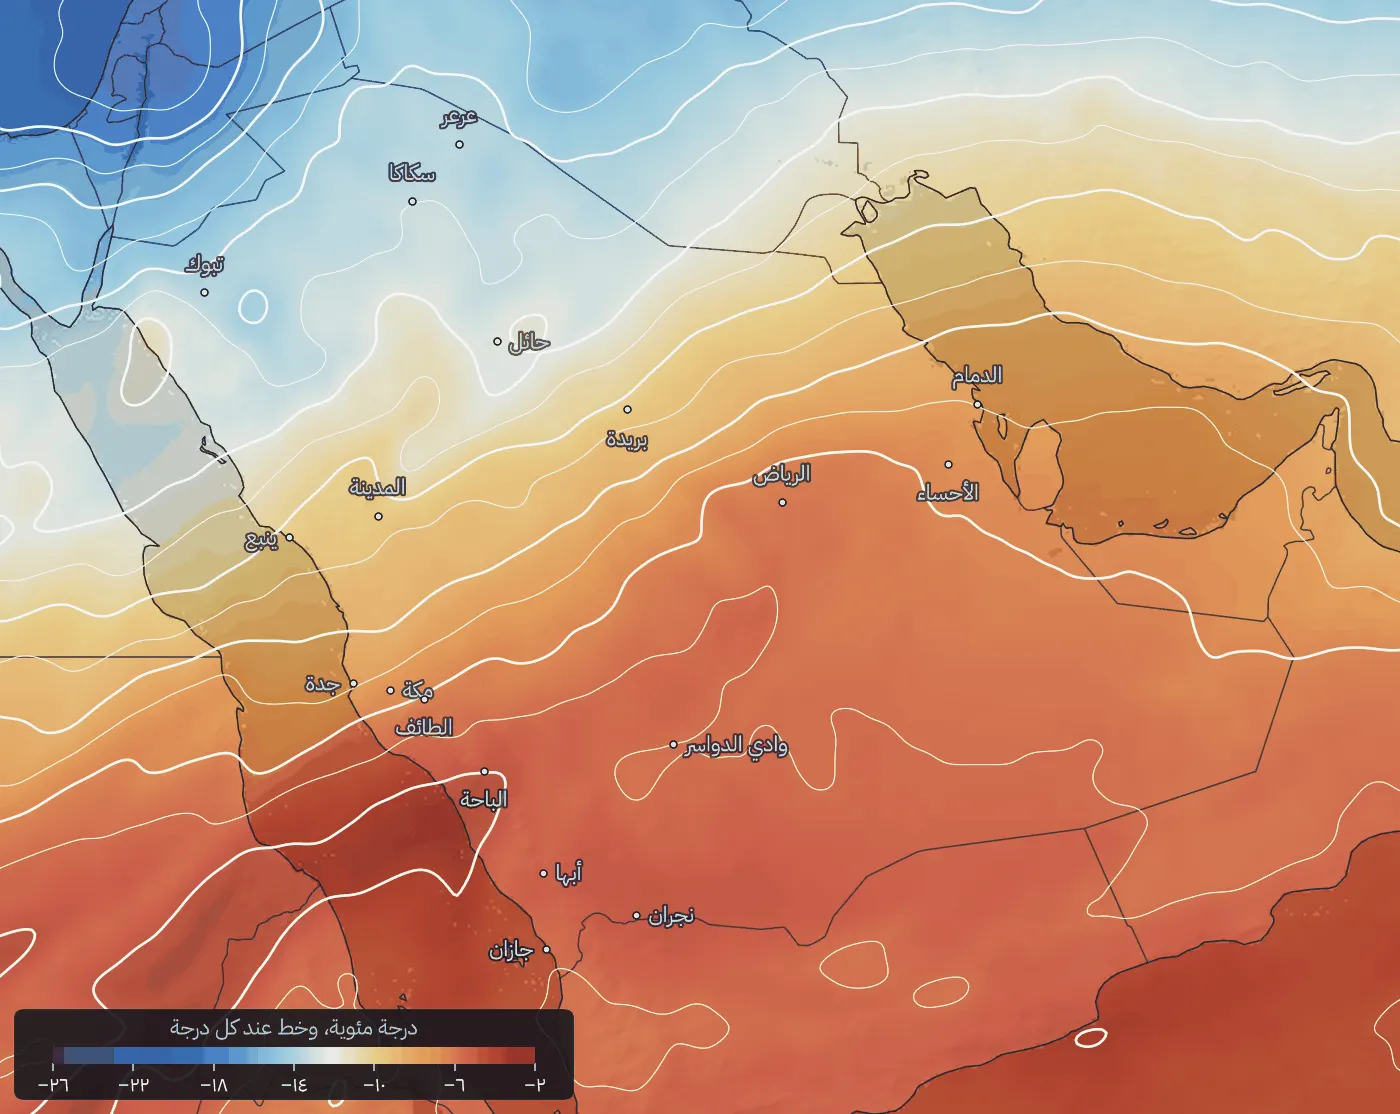 عرعر
سكاكا
تبوك
حائل
الدمام
بريدة
الرياض
المدينة
الأحساء
ينبع
جدة
مكة
الطائف
وادي الدواسر
الباحة
أبها
نجران
جازان
درجة مئوية، وخط عند كل درجة
−٢٦ −٢٢ −١٨ −١٤ −١٠ −٦ −٢